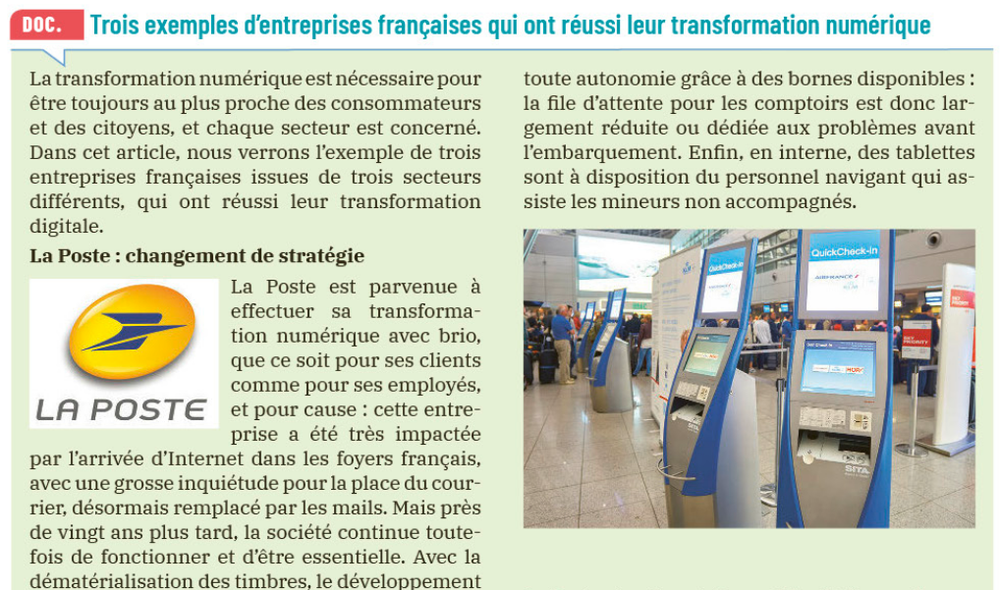 DOC. Trois exemples d’entreprises françaises qui ont réussi leur transformation numérique
La transformation numérique est nécessaire pour
être toujours au plus proche des consommateurs
et des citoyens, et chaque secteur est concerné.
Dans cet article, nous verrons l’exemple de trois
entreprises françaises issues de trois secteurs
différents, qui ont réussi leur transformation
digitale.
La Poste : changement de stratégie
LA POSTE
La Poste est parvenue à
effectuer sa transforma-
tion numérique avec brio,
que ce soit pour ses clients
comme pour ses employés,
et pour cause : cette entre-
prise a été très impactée
par l’arrivée d’Internet dans les foyers français,
avec une grosse inquiétude pour la place du cour-
rier, désormais remplacé par les mails. Mais près
de vingt ans plus tard, la société continue toute-
fois de fonctionner et d’être essentielle. Avec la
dématérialisation des timbres, le développement
toute autonomie grâce à des bornes disponibles :
la file d’attente pour les comptoirs est donc lar-
gement réduite ou dédiée aux problèmes avant
l’embarquement. Enfin, en interne, des tablettes
sont à disposition du personnel navigant qui as-
siste les mineurs non accompagnés.
QuickCheck-in
QuickCheck-in
AIRFRANCE
KLM
SKY
PRIORITY
SITA
SITA